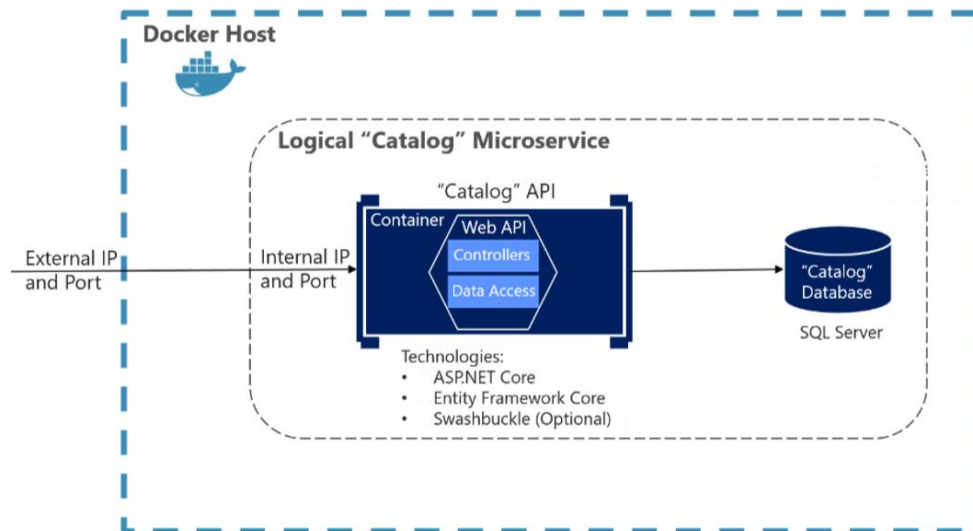 Docker Host
Logical “Catalog” Microservice
“Catalog” API
Container
Web API
Controllers
Data Access
External IP
and Port
Internal IP
and Port
“Catalog”
Database
SQL Server
Technologies:
• ASP.NET Core
• Entity Framework Core
• Swashbuckle (Optional)